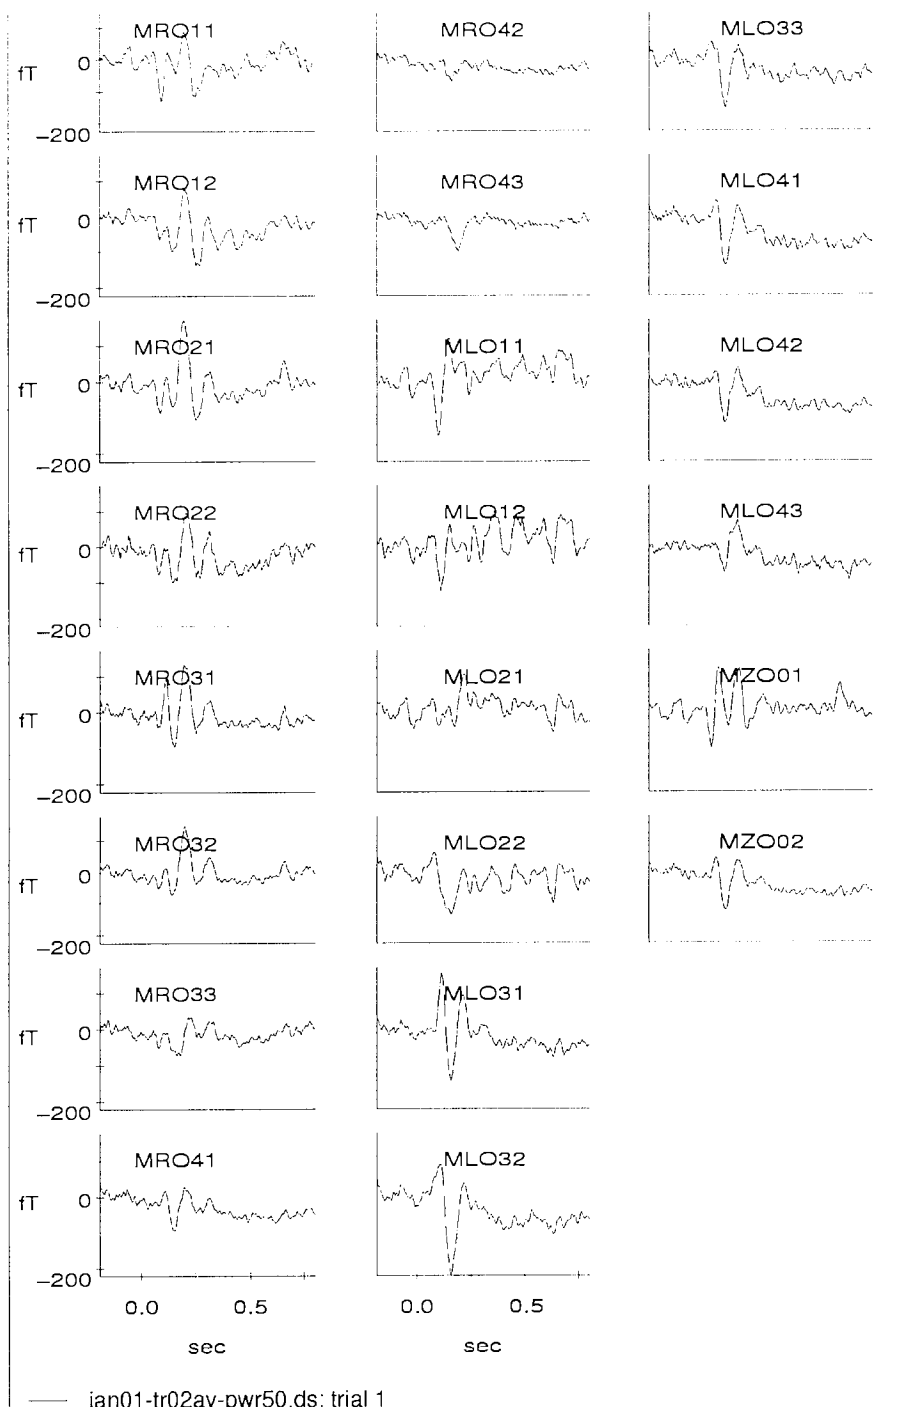 MRO11 MRO42 MLO33
fT 0
−200
MRO12 MRO43 MLO41
fT 0
−200
MRO21 MLO11 MLO42
fT 0
−200
MRO22 MLO12 MLO43
fT 0
−200
MRO31 MLO21 MZO01
fT 0
−200
MRO32 MLO22 MZO02
fT 0
−200
MRO33 MLO31
fT 0
−200
MRO41 MLO32
fT 0
−200
0.0 0.5 0.0 0.5
sec sec
jan01-tr02av-pwr50.ds: trial 1